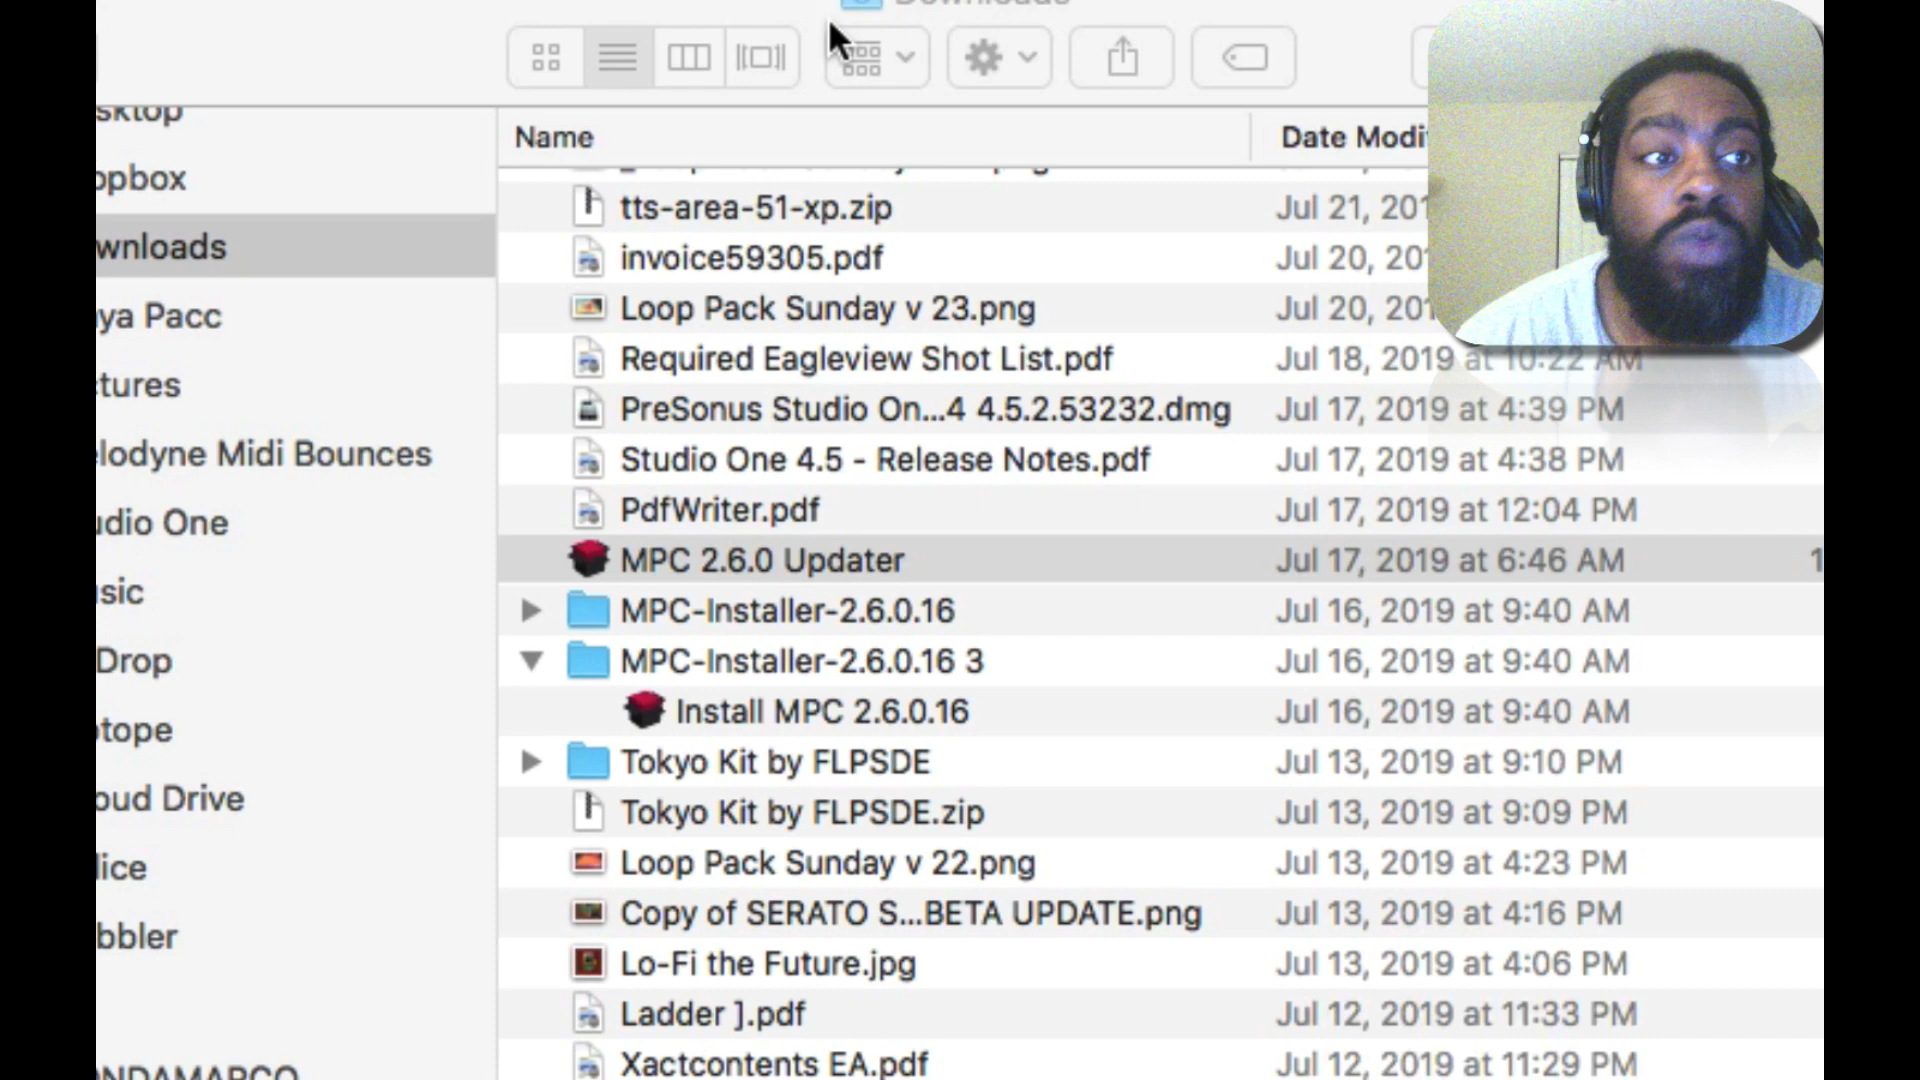 Downloads
Name Date Modi
tts-area-51-xp.zip Jul 21, 201
invoice59305.pdf Jul 20, 201
Loop Pack Sunday v 23.png Jul 20, 201
Required Eagleview Shot List.pdf Jul 18, 2019 at 10:22 AM
PreSonus Studio On...4 4.5.2.53232.dmg Jul 17, 2019 at 4:39 PM
Studio One 4.5 - Release Notes.pdf Jul 17, 2019 at 4:38 PM
PdfWriter.pdf Jul 17, 2019 at 12:04 PM
MPC 2.6.0 Updater Jul 17, 2019 at 6:46 AM 1
MPC-Installer-2.6.0.16 Jul 16, 2019 at 9:40 AM
MPC-Installer-2.6.0.16 3 Jul 16, 2019 at 9:40 AM
Install MPC 2.6.0.16 Jul 16, 2019 at 9:40 AM
Tokyo Kit by FLPSDE Jul 13, 2019 at 9:10 PM
Tokyo Kit by FLPSDE.zip Jul 13, 2019 at 9:09 PM
Loop Pack Sunday v 22.png Jul 13, 2019 at 4:23 PM
Copy of SERATO S...BETA UPDATE.png Jul 13, 2019 at 4:16 PM
Lo-Fi the Future.jpg Jul 13, 2019 at 4:06 PM
Ladder ].pdf Jul 12, 2019 at 11:33 PM
Xactcontents EA.pdf Jul 12, 2019 at 11:29 PM
sktop
opbox
wnloads
ya Pacc
ctures
elodyne Midi Bounces
udio One
sic
Drop
otope
oud Drive
lice
bbler
ONDAMARCO